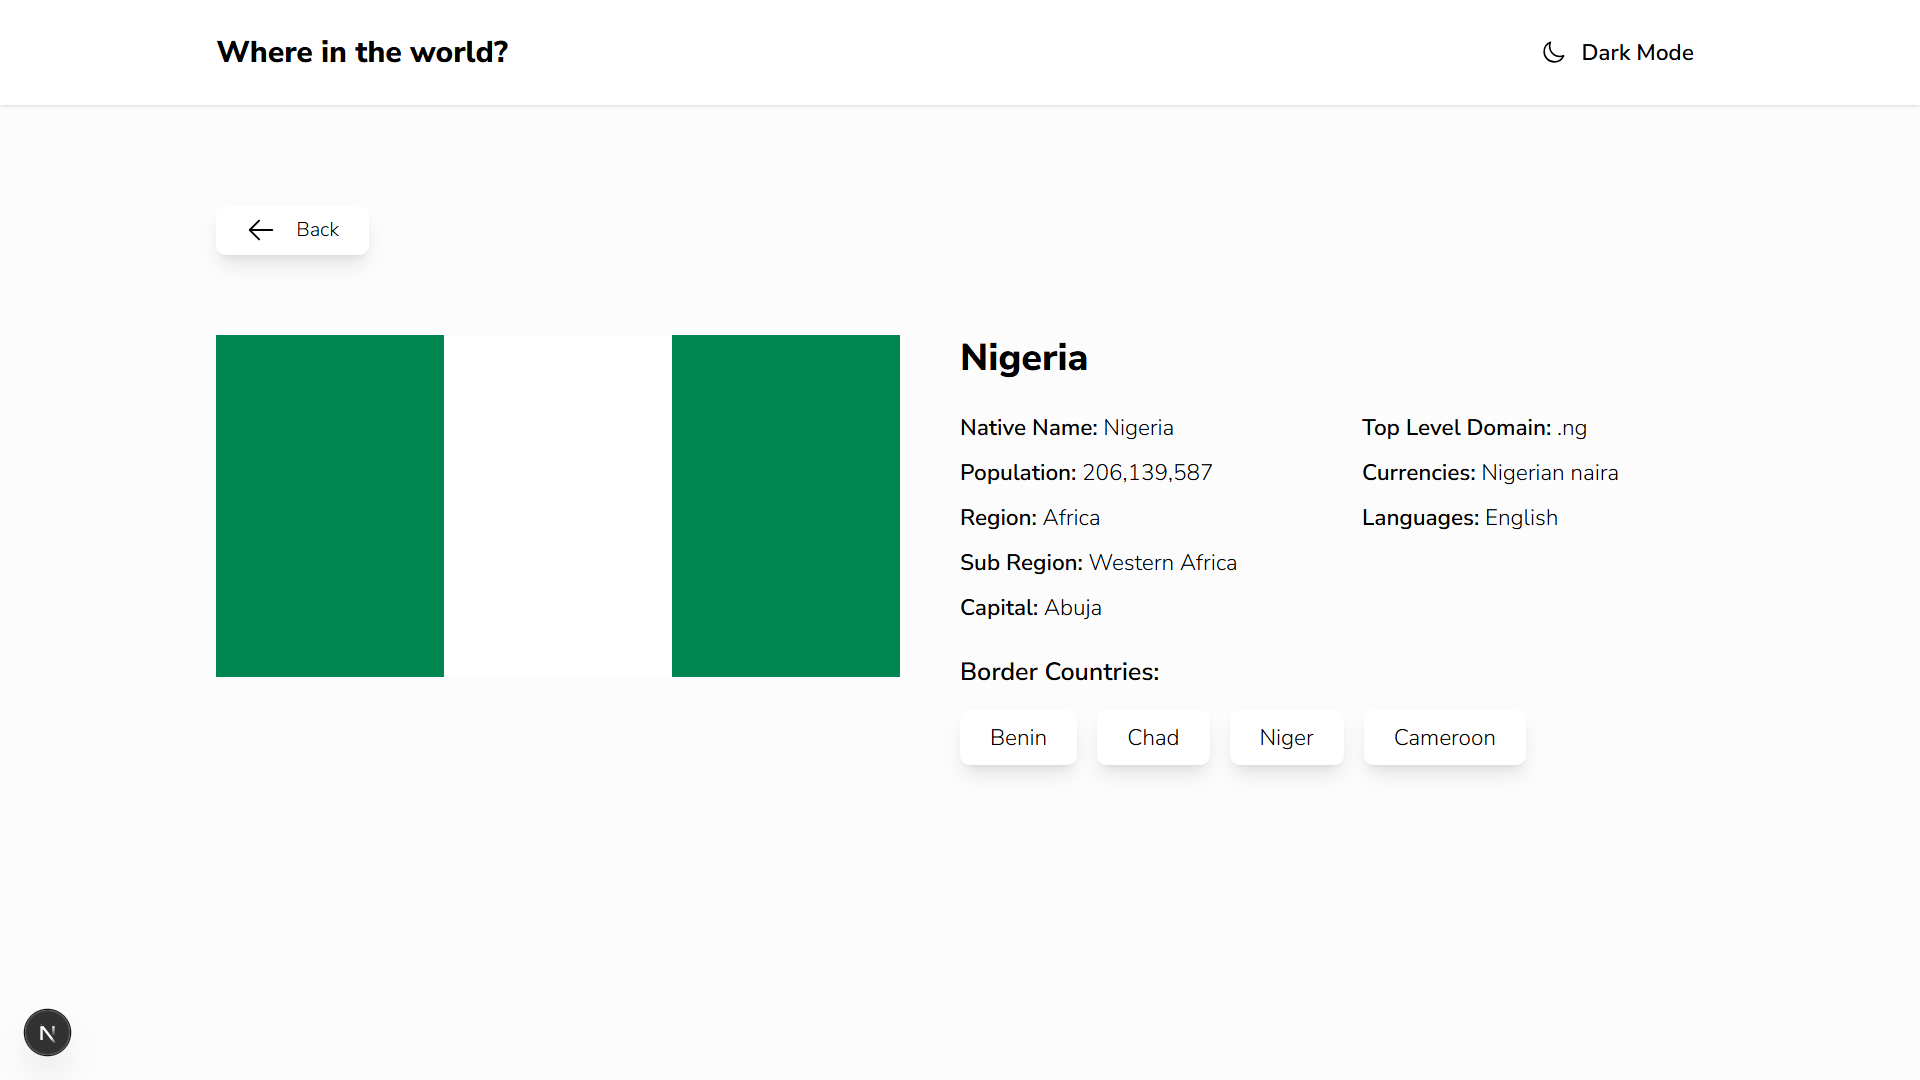 Where in the world?
Dark Mode
Back
Nigeria
Native Name: Nigeria
Population: 206,139,587
Region: Africa
Sub Region: Western Africa
Capital: Abuja
Top Level Domain: .ng
Currencies: Nigerian naira
Languages: English
Border Countries:
Benin Chad Niger Cameroon
N